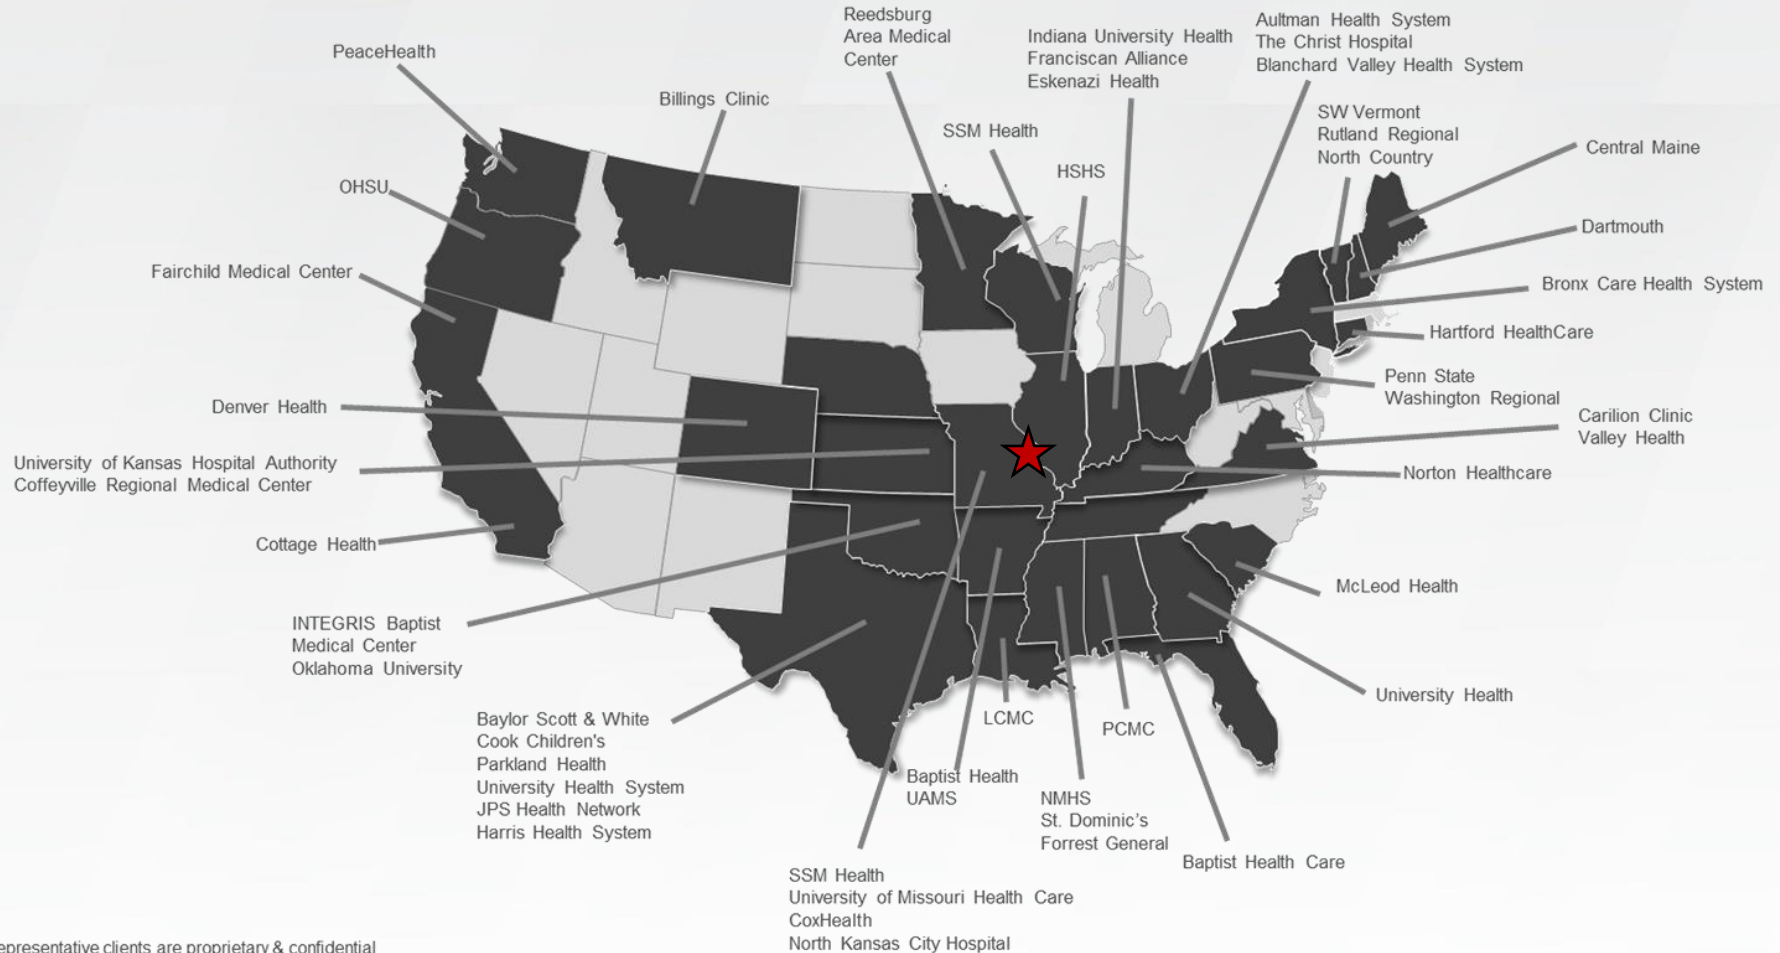 Reedsburg
Area Medical
Center
Aultman Health System
The Christ Hospital
Blanchard Valley Health System
Indiana University Health
Franciscan Alliance
Eskenazi Health
PeaceHealth
Billings Clinic
SSM Health
SW Vermont
Rutland Regional
North Country
Central Maine
HSHS
OHSU
Dartmouth
Fairchild Medical Center
Bronx Care Health System
Hartford HealthCare
Penn State
Washington Regional
Denver Health
Carilion Clinic
Valley Health
University of Kansas Hospital Authority
Coffeyville Regional Medical Center
Norton Healthcare
Cottage Health
McLeod Health
INTEGRIS Baptist
Medical Center
Oklahoma University
University Health
Baylor Scott & White
Cook Children's
Parkland Health
University Health System
JPS Health Network
Harris Health System
LCMC
PCMC
Baptist Health
UAMS
NMHS
St. Dominic’s
Forrest General
Baptist Health Care
SSM Health
University of Missouri Health Care
CoxHealth
North Kansas City Hospital
clients are proprietary & confidential